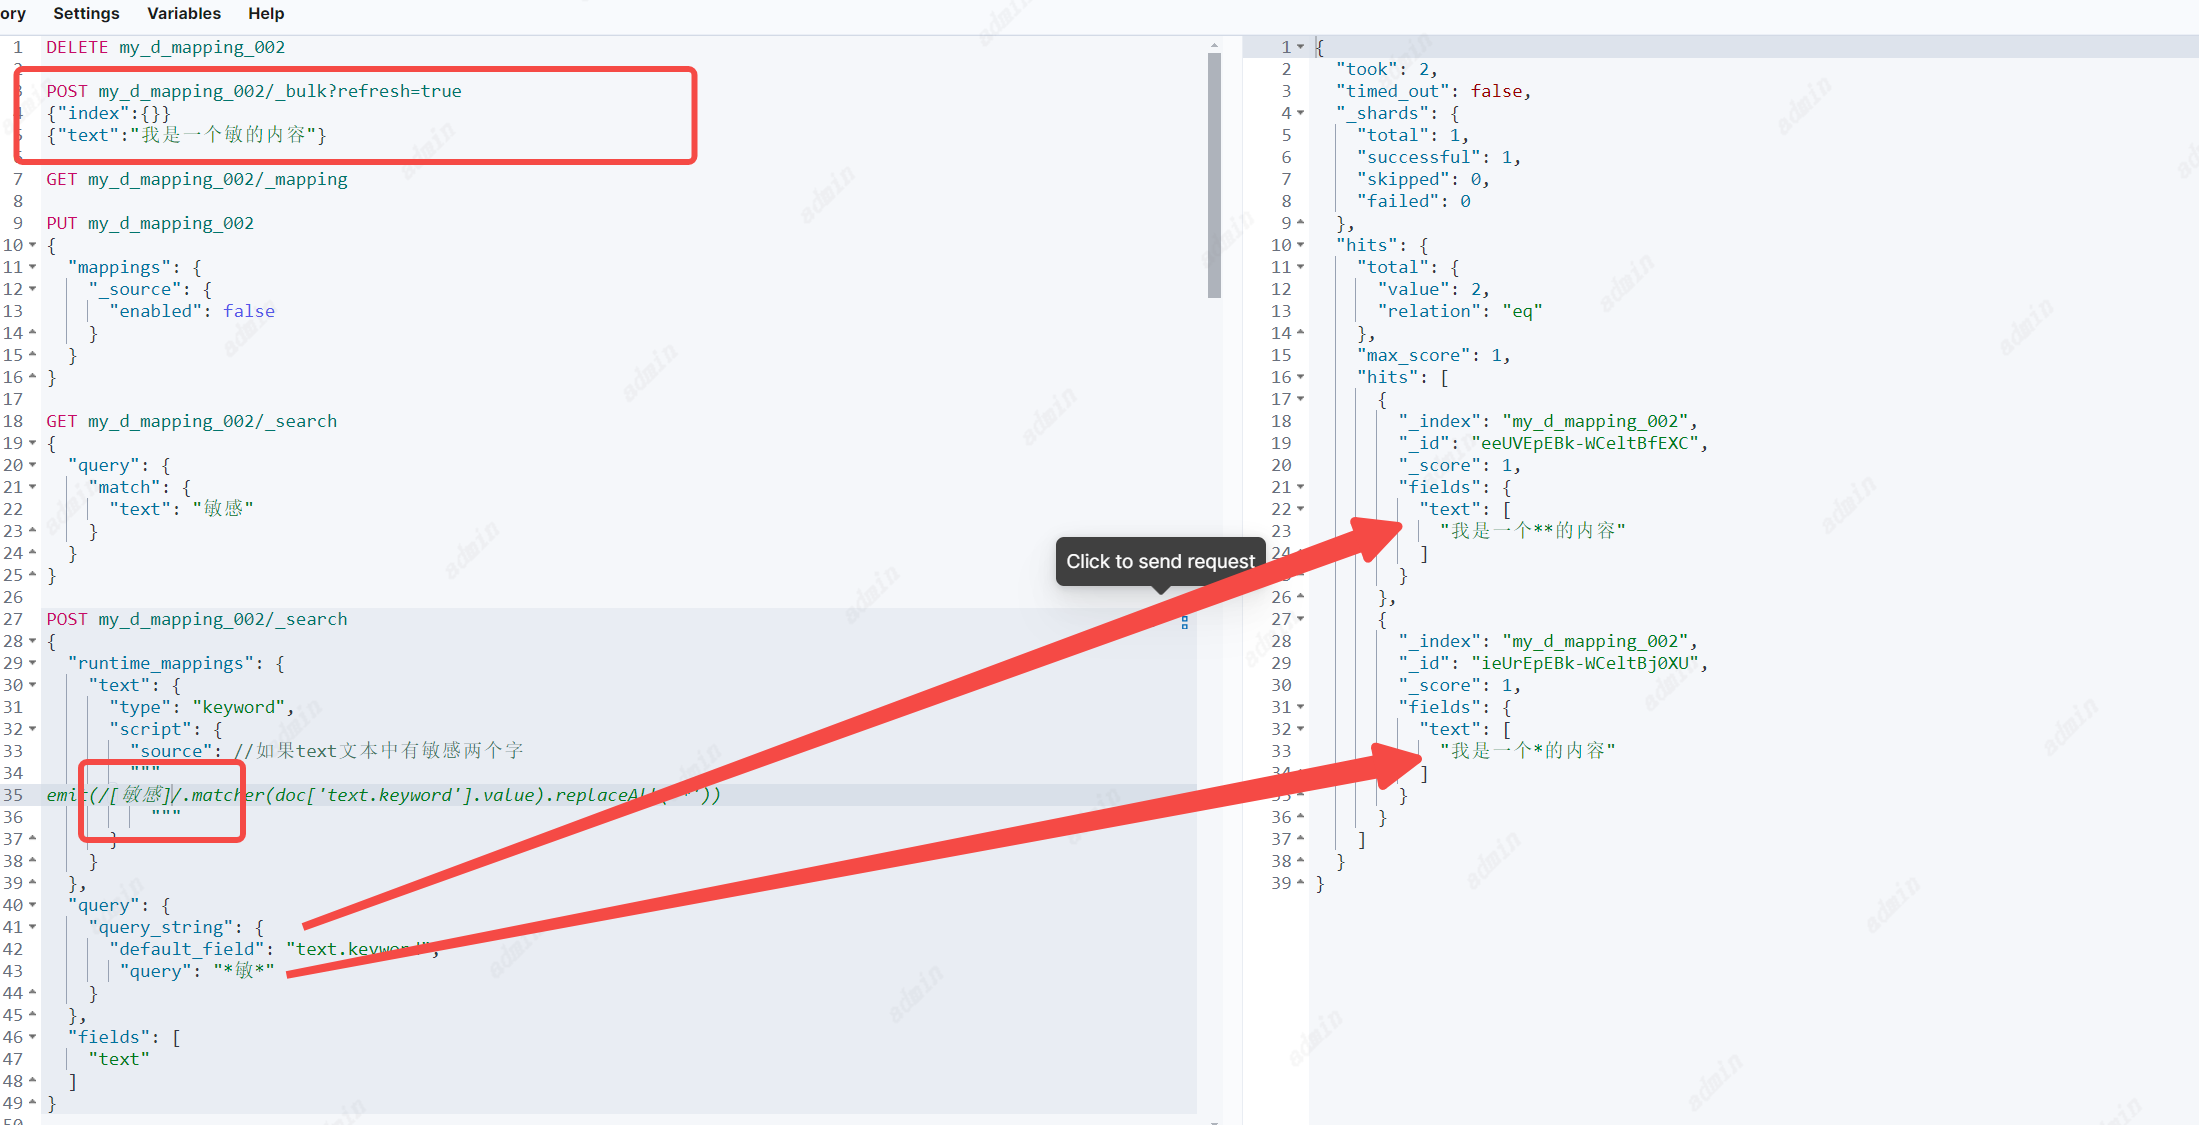 ory Settings Variables Help
1 DELETE my_d_mapping_002
2
3 POST my_d_mapping_002/_bulk?refresh=true
4 {"index":{}}
5 {"text":"我是一个敏的内容"}
6
7 GET my_d_mapping_002/_mapping
8
9 PUT my_d_mapping_002
10 {
11 "mappings": {
12 "_source": {
13 "enabled": false
14 }
15 }
16 }
17
18 GET my_d_mapping_002/_search
19 {
20 "query": {
21 "match": {
22 "text": "敏感"
23 }
24 }
25 }
26
27 POST my_d_mapping_002/_search
28 {
29 "runtime_mappings": {
30 "text": {
31 "type": "keyword",
32 "script": {
33 "source": //如果text文本中有敏感两个字
34 """
35 emit(/[敏感]/.matcher(doc['text.keyword'].value).replaceAll('*'))
36 """
37 }
38 }
39 },
40 "query": {
41 "query_string": {
42 "default_field": "text.keyword",
43 "query": "*敏*"
44 }
45 },
46 "fields": [
47 "text"
48 ]
49 }
50
Click to send request
1 {
2 "took": 2,
3 "timed_out": false,
4 "_shards": {
5 "total": 1,
6 "successful": 1,
7 "skipped": 0,
8 "failed": 0
9 },
10 "hits": {
11 "total": {
12 "value": 2,
13 "relation": "eq"
14 },
15 "max_score": 1,
16 "hits": [
17 {
18 "_index": "my_d_mapping_002",
19 "_id": "eeUVEpEBk-WCeltBfEXC",
20 "_score": 1,
21 "fields": {
22 "text": [
23 "我是一个**的内容"
24 ]
}
26 },
27 {
28 "_index": "my_d_mapping_002",
29 "_id": "ieUrEpEBk-WCeltBj0XU",
30 "_score": 1,
31 "fields": {
32 "text": [
33 "我是一个*的内容"
34 ]
35 }
36 }
37 ]
38 }
39 }
admin